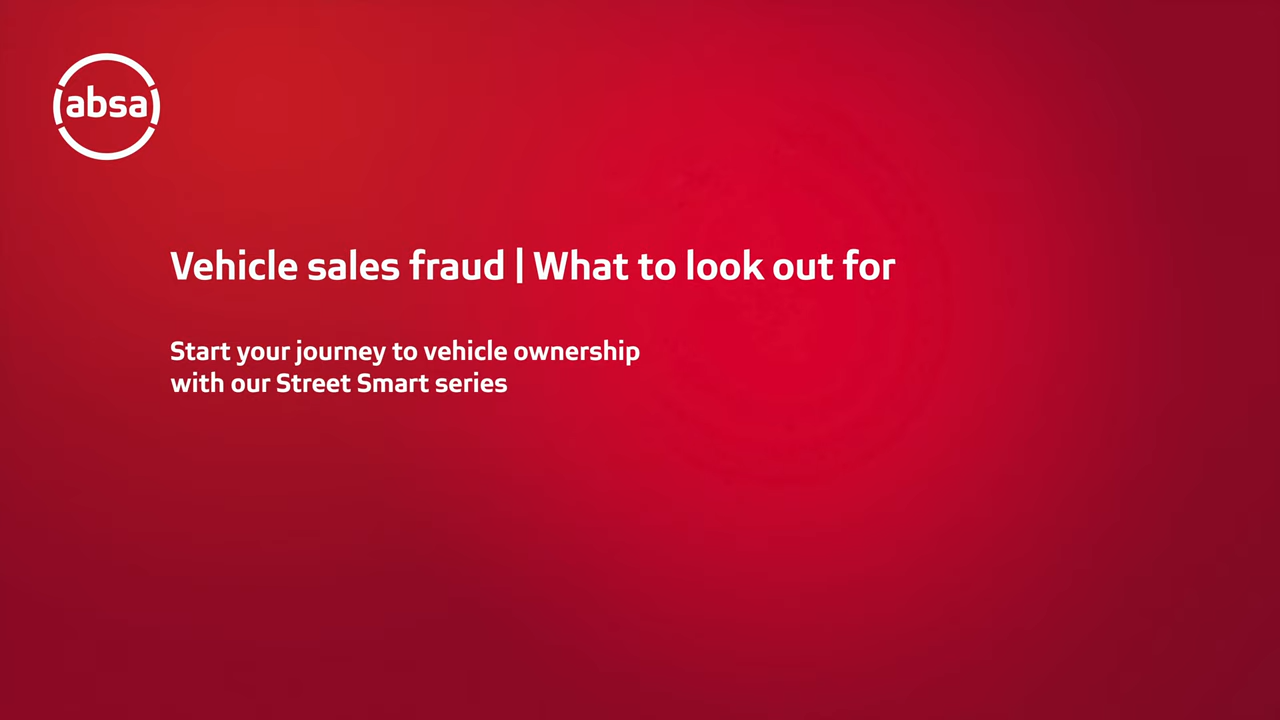 absa
Vehicle sales fraud | What to look out for
Start your journey to vehicle ownership
with our Street Smart series